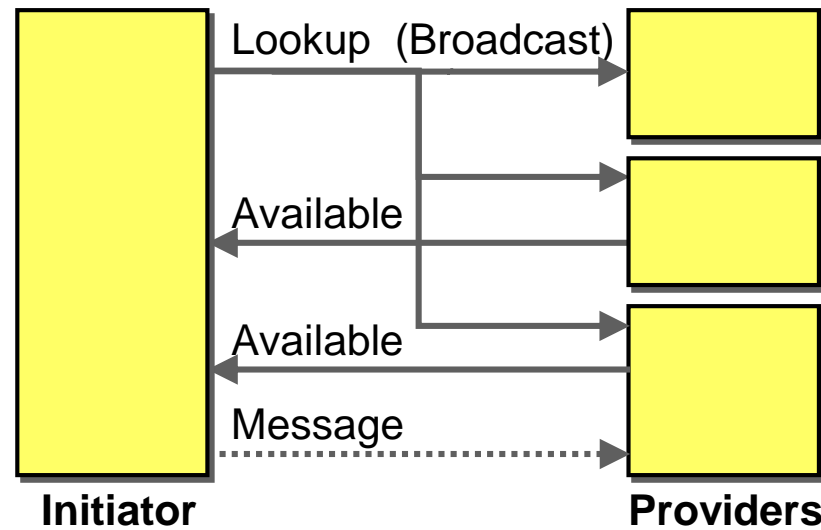 Lookup (Broadcast)
Available
Available
Message
Initiator
Providers